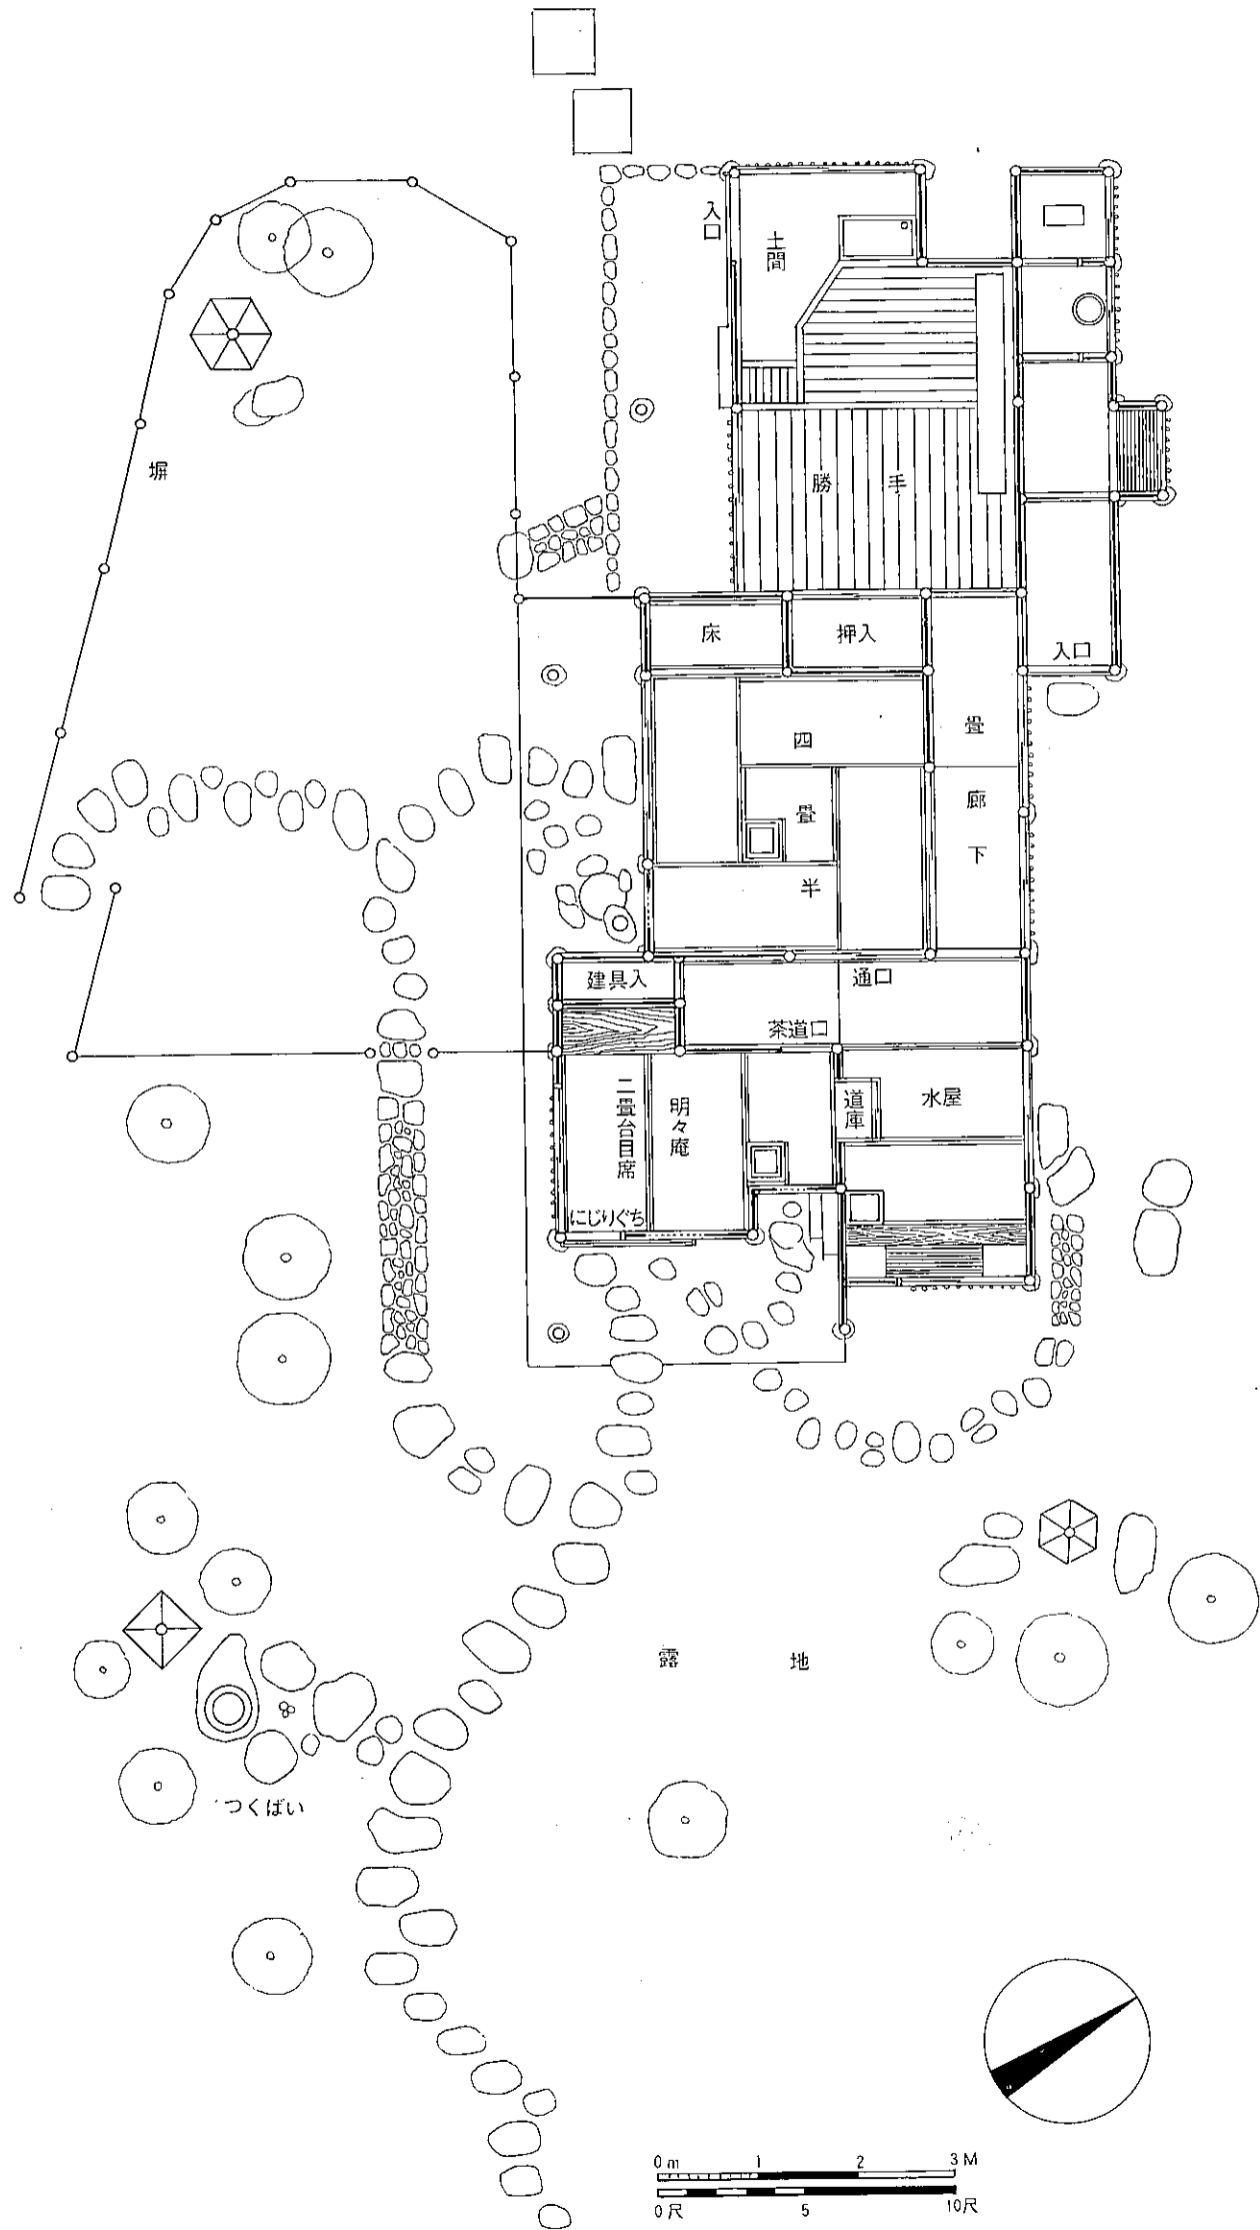 入口
土間
塀
勝手
床
押入
入口
四畳半
畳廊下
建具入
通口
茶道口
二畳台目席
明々庵
道庫
水屋
にじりぐち
露地
つくばい
0 m 1 2 3 M
0尺 5 10尺